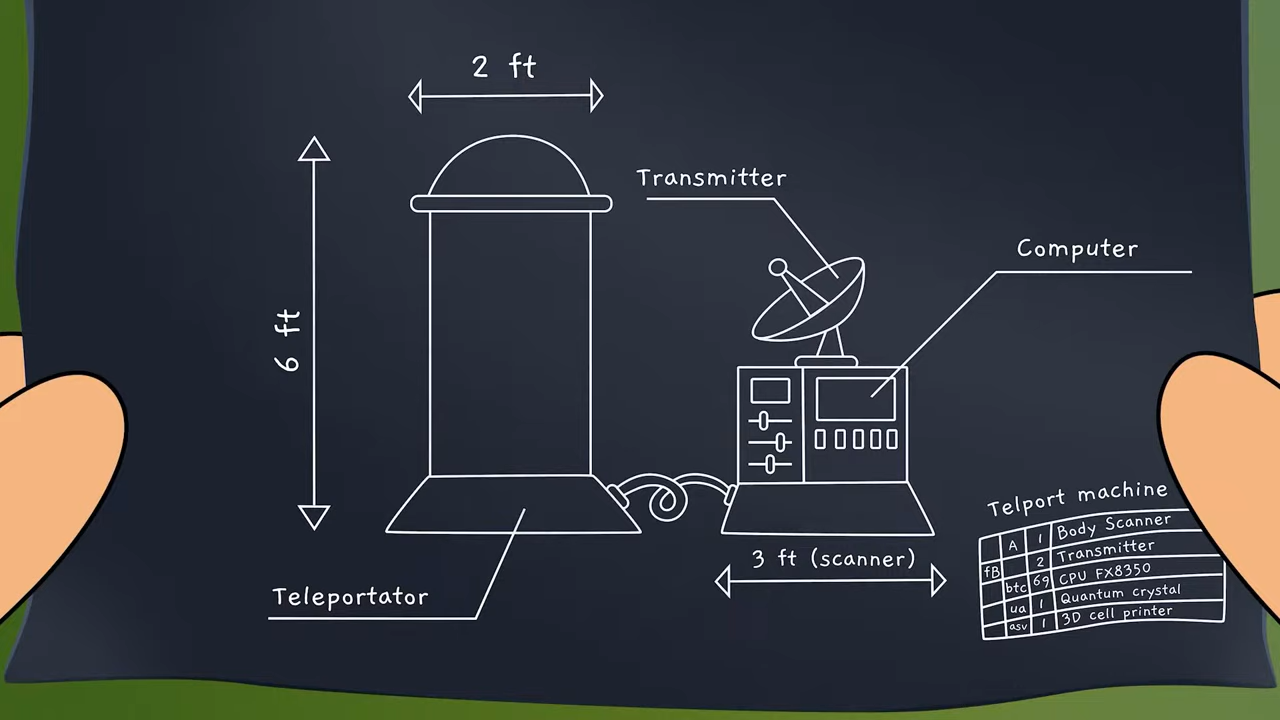 2 ft
Transmitter
Computer
6 ft
Telport machine
A 1 Body Scanner
fB 2 Transmitter
btc 69 CPU FX8350
ua 1 Quantum crystal
asv 1 3D cell printer
3 ft (scanner)
Teleportator